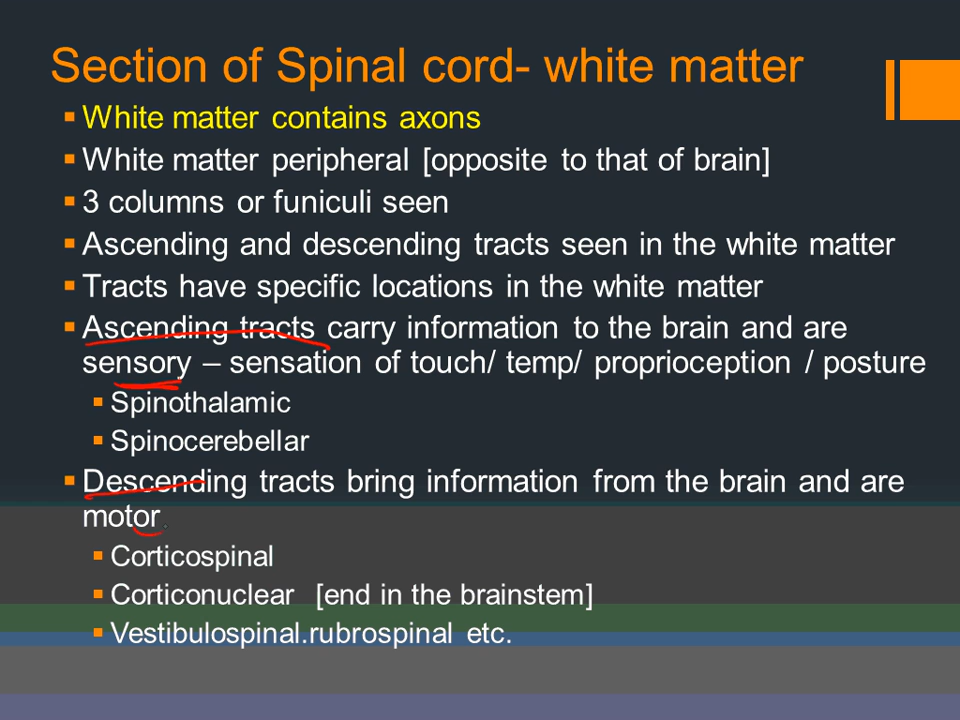 Section of Spinal cord- white matter
White matter contains axons
White matter peripheral [opposite to that of brain]
3 columns or funiculi seen
Ascending and descending tracts seen in the white matter
Tracts have specific locations in the white matter
Ascending tracts carry information to the brain and are
sensory – sensation of touch/ temp/ proprioception / posture
Spinothalamic
Spinocerebellar
Descending tracts bring information from the brain and are
motor.
Corticospinal
Corticonuclear [end in the brainstem]
Vestibulospinal.rubrospinal etc.